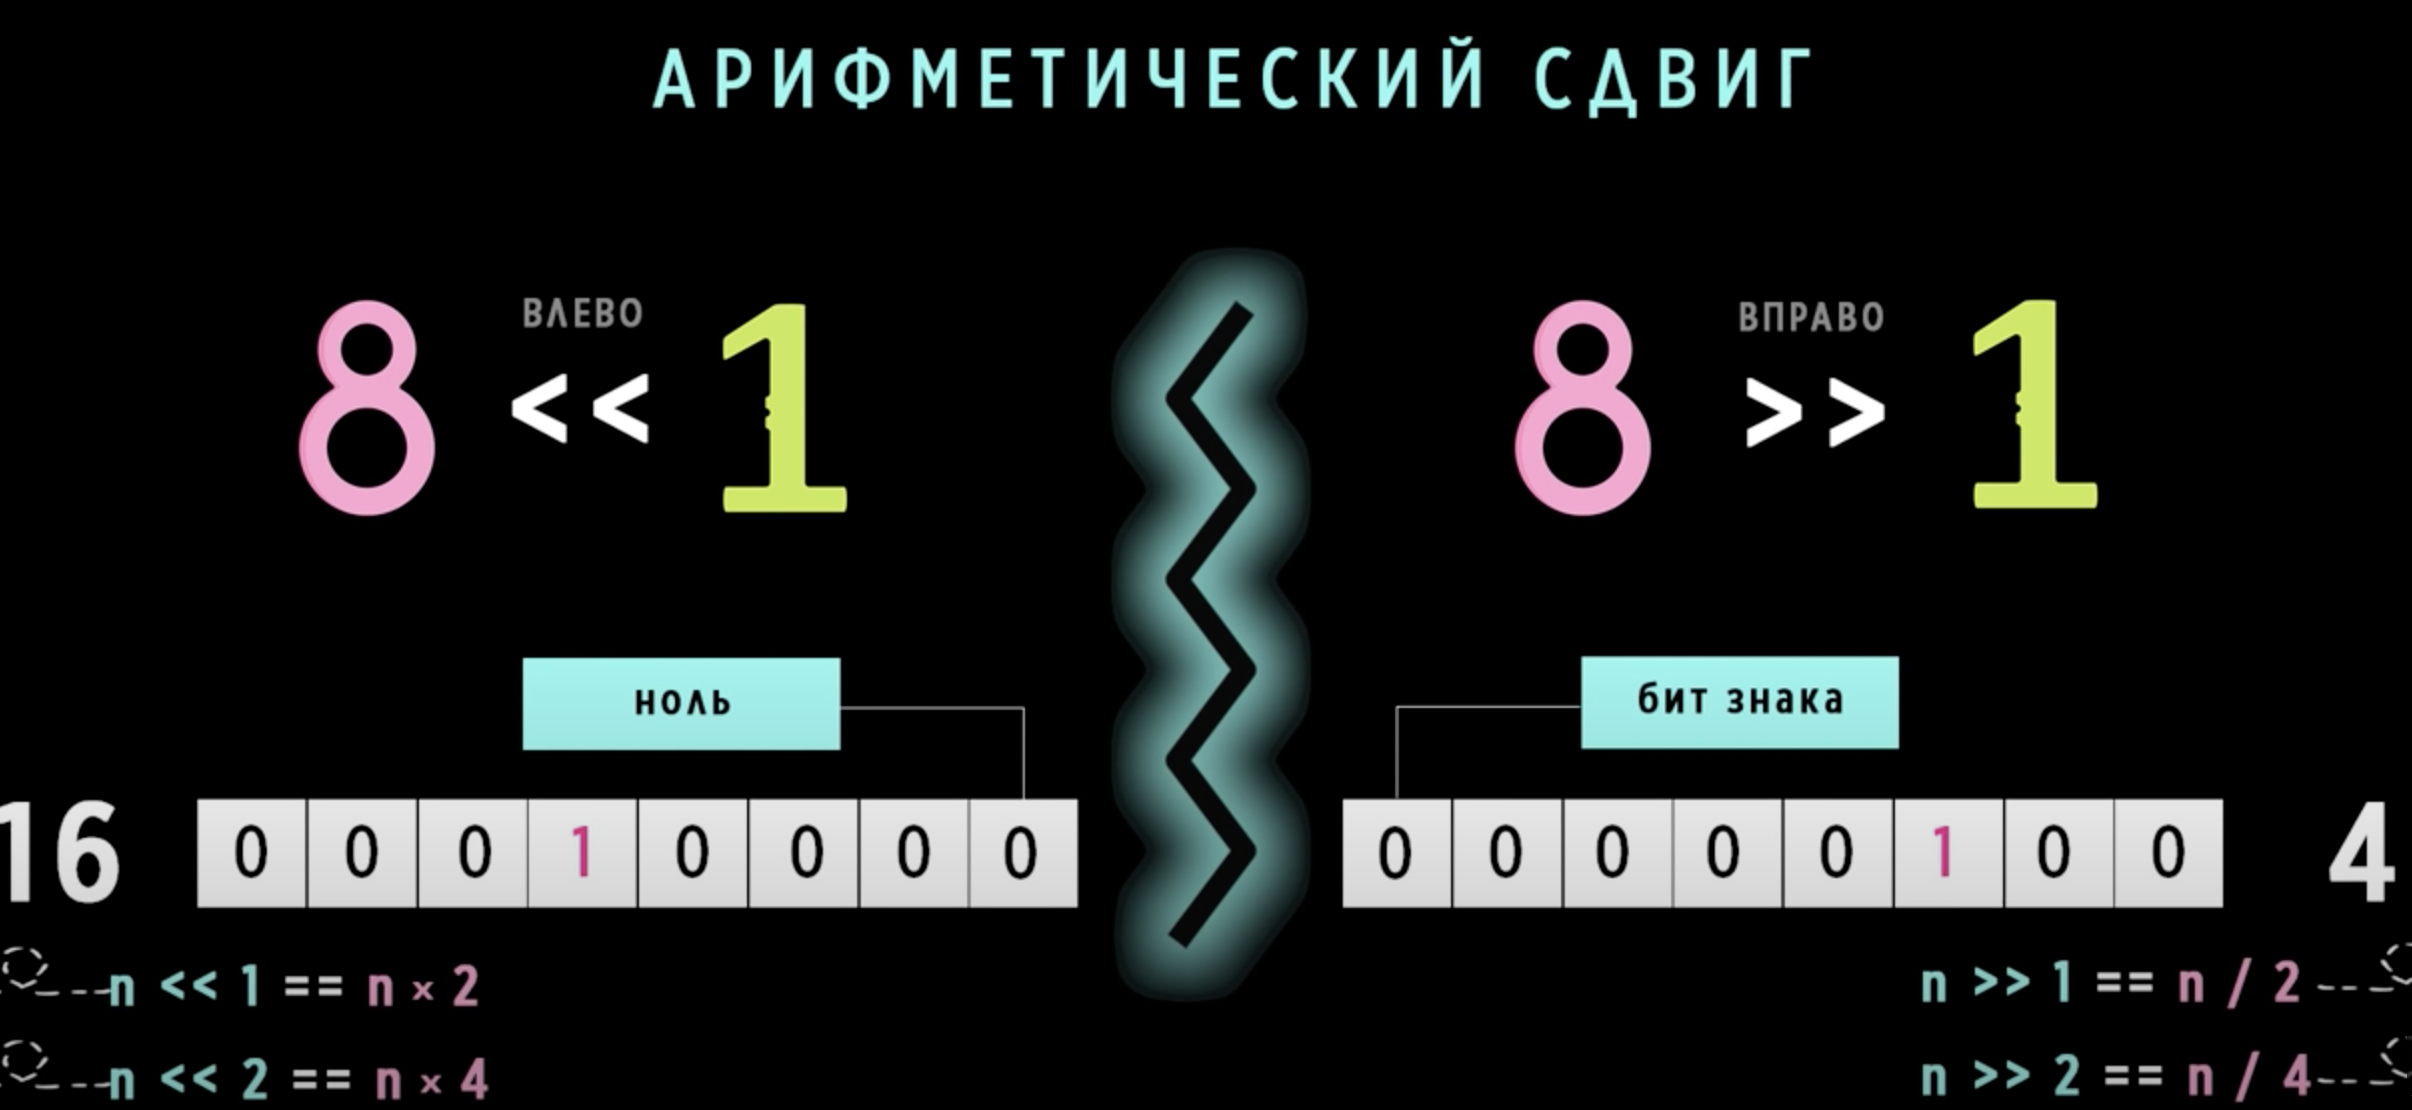 АРИФМЕТИЧЕСКИЙ СДВИГ
ВЛЕВО
8 << 1
ноль
16 0 0 0 1 0 0 0 0
n << 1 == n × 2
n << 2 == n × 4
ВПРАВО
8 >> 1
бит знака
0 0 0 0 0 1 0 0 4
n >> 1 == n / 2
n >> 2 == n / 4